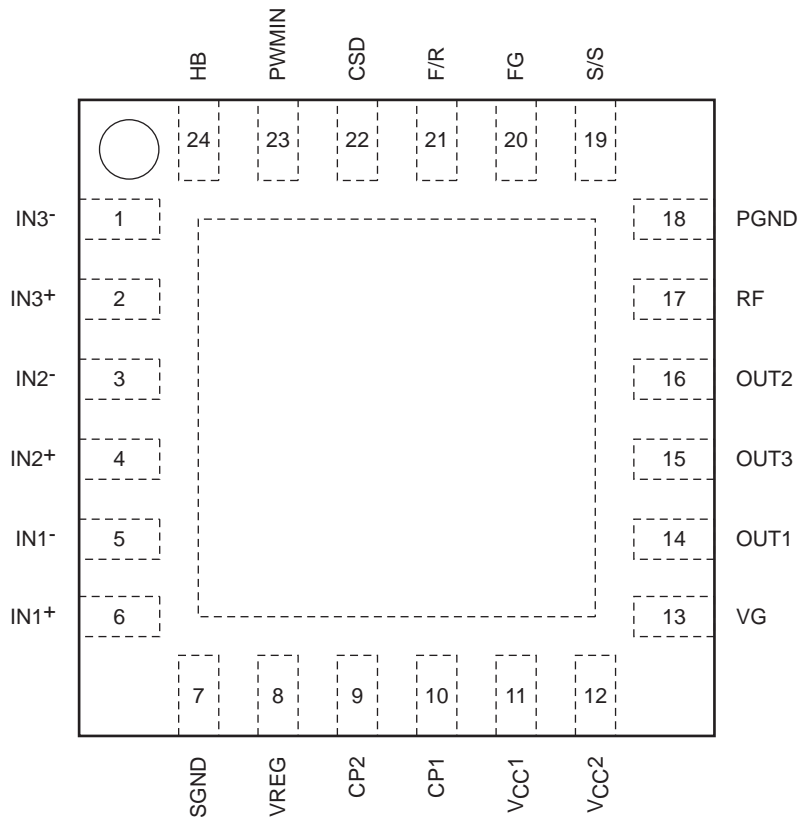 HB PWMIN CSD F/R FG S/S
24 23 22 21 20 19
IN3- 1 18 PGND
IN3+ 2 17 RF
IN2- 3 16 OUT2
IN2+ 4 15 OUT3
IN1- 5 14 OUT1
IN1+ 6 13 VG
7 8 9 10 11 12
SGND VREG CP2 CP1 VCC1 VCC2